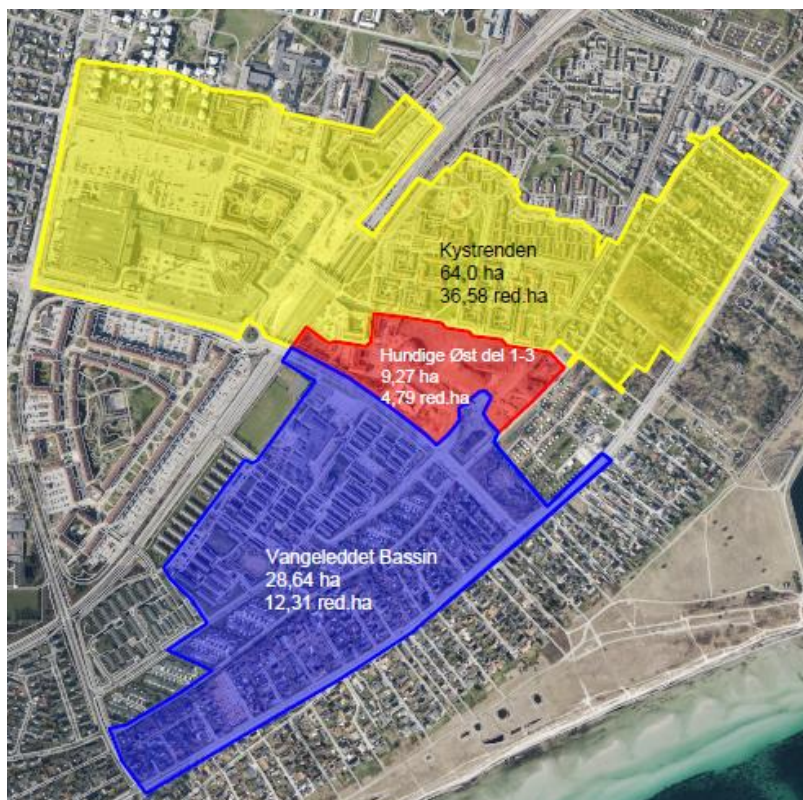 Kystrenden
64,0 ha
36,58 red.ha
Hundige Øst del 1-3
9,27 ha
4,79 red.ha
Vangeleddet Bassin
28,64 ha
12,31 red.ha